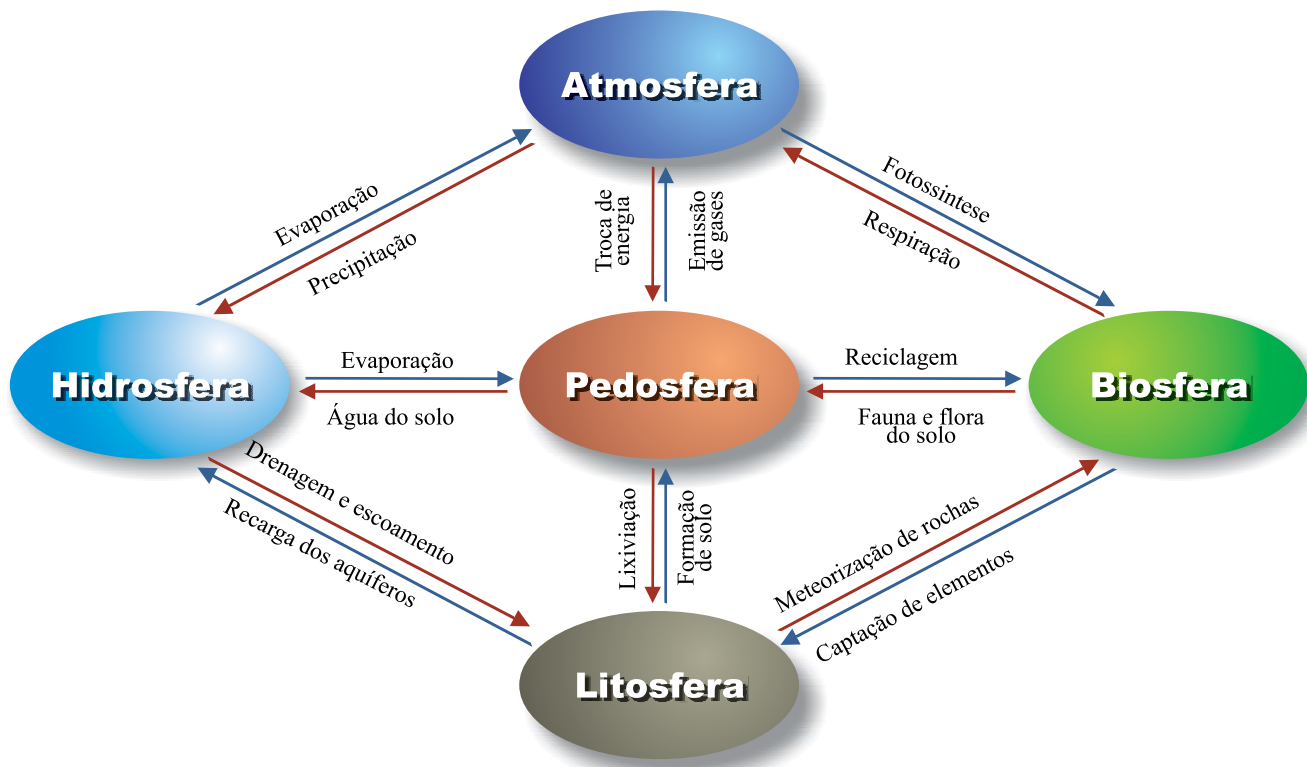 Atmosfera
Evaporação
Precipitação
Troca de
energia
Emissão
de gases
Fotossintese
Respiração
Hidrosfera
Evaporação
Água do solo
Pedosfera
Reciclagem
Fauna e flora
do solo
Biosfera
Drenagem e escoamento
Recarga dos aquíferos
Lixiviação
Formação
de solo
Meteorização de rochas
Captação de elementos
Litosfera